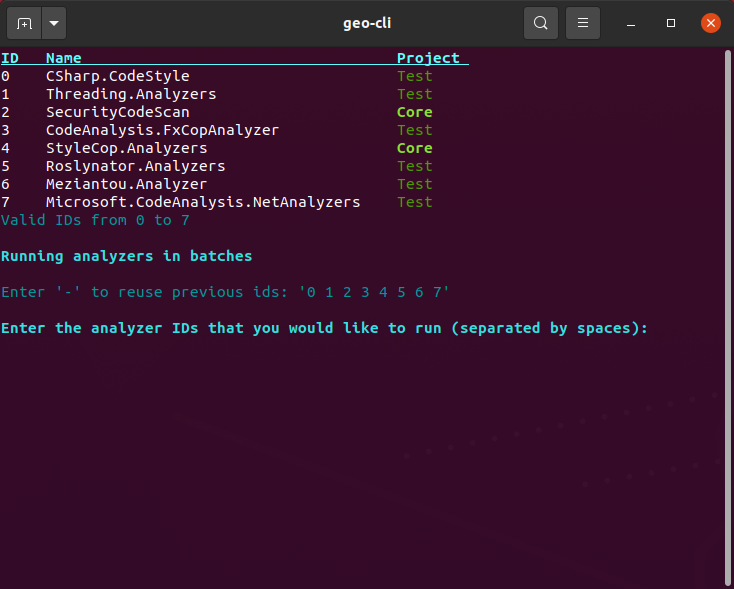 geo-cli
ID Name Project
0 CSharp.CodeStyle Test
1 Threading.Analyzers Test
2 SecurityCodeScan Core
3 CodeAnalysis.FxCopAnalyzer Test
4 StyleCop.Analyzers Core
5 Roslynator.Analyzers Test
6 Meziantou.Analyzer Test
7 Microsoft.CodeAnalysis.NetAnalyzers Test
Valid IDs from 0 to 7
Running analyzers in batches
Enter '-' to reuse previous ids: '0 1 2 3 4 5 6 7'
Enter the analyzer IDs that you would like to run (separated by spaces):